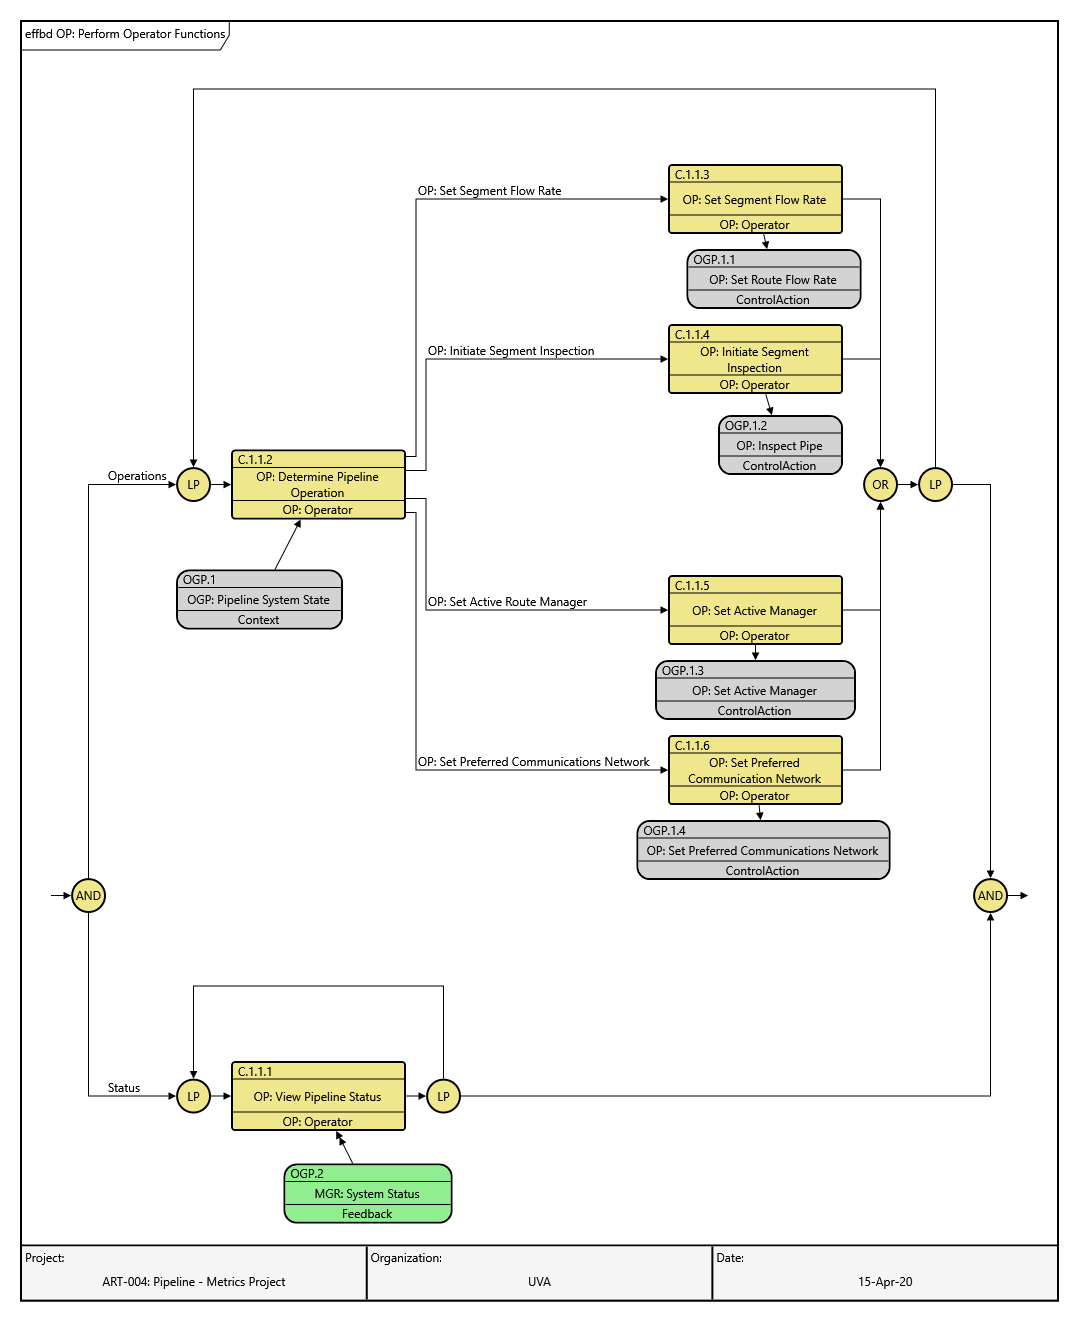 effbd OP: Perform Operator Functions
OP: Set Segment Flow Rate
C.1.1.3
OP: Set Segment Flow Rate
OP: Operator
OGP.1.1
OP: Set Route Flow Rate
ControlAction
OP: Initiate Segment Inspection
C.1.1.4
OP: Initiate Segment
Inspection
OP: Operator
OGP.1.2
OP: Inspect Pipe
ControlAction
Operations
LP
C.1.1.2
OP: Determine Pipeline
Operation
OP: Operator
OR
LP
OGP.1
OGP: Pipeline System State
Context
OP: Set Active Route Manager
C.1.1.5
OP: Set Active Manager
OP: Operator
OGP.1.3
OP: Set Active Manager
ControlAction
OP: Set Preferred Communications Network
C.1.1.6
OP: Set Preferred
Communication Network
OP: Operator
OGP.1.4
OP: Set Preferred Communications Network
ControlAction
AND
AND
Status
LP
C.1.1.1
OP: View Pipeline Status
OP: Operator
LP
OGP.2
MGR: System Status
Feedback
Project:
ART-004: Pipeline - Metrics Project
Organization:
UVA
Date:
15-Apr-20